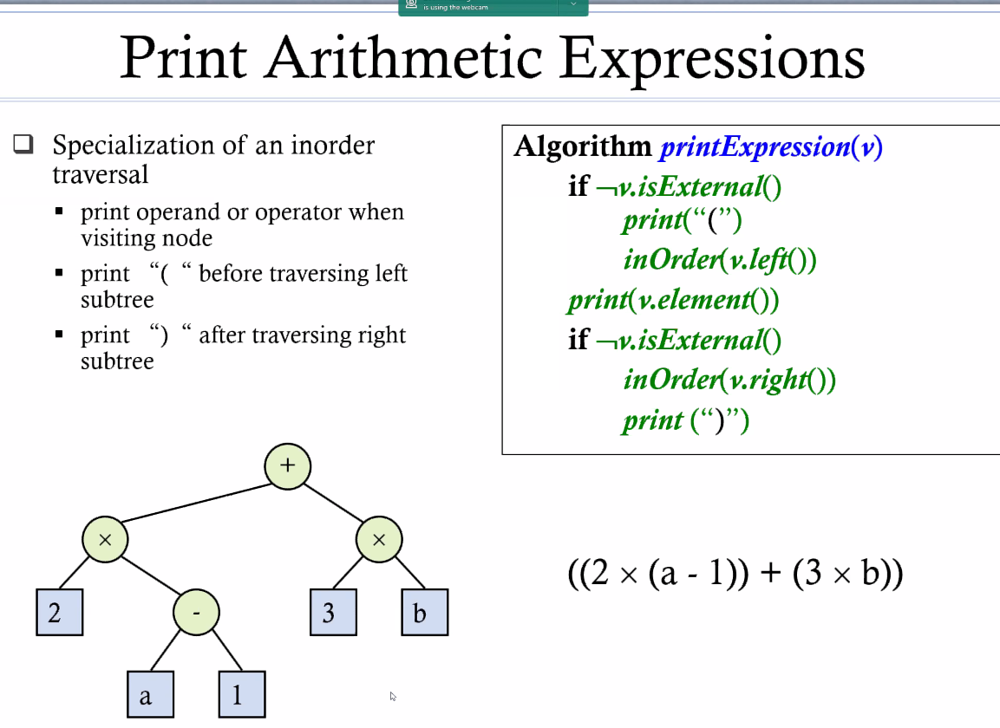 is using the webcam
Print Arithmetic Expressions
❑ Specialization of an inorder
traversal
▪ print operand or operator when
visiting node
▪ print “( “ before traversing left
subtree
▪ print “) “ after traversing right
subtree
Algorithm printExpression(v)
if ¬v.isExternal()
print(“(”)
inOrder(v.left())
print(v.element())
if ¬v.isExternal()
inOrder(v.right())
print (“)”)
+
× ×
2 - 3 b
a 1
((2 × (a - 1)) + (3 × b))